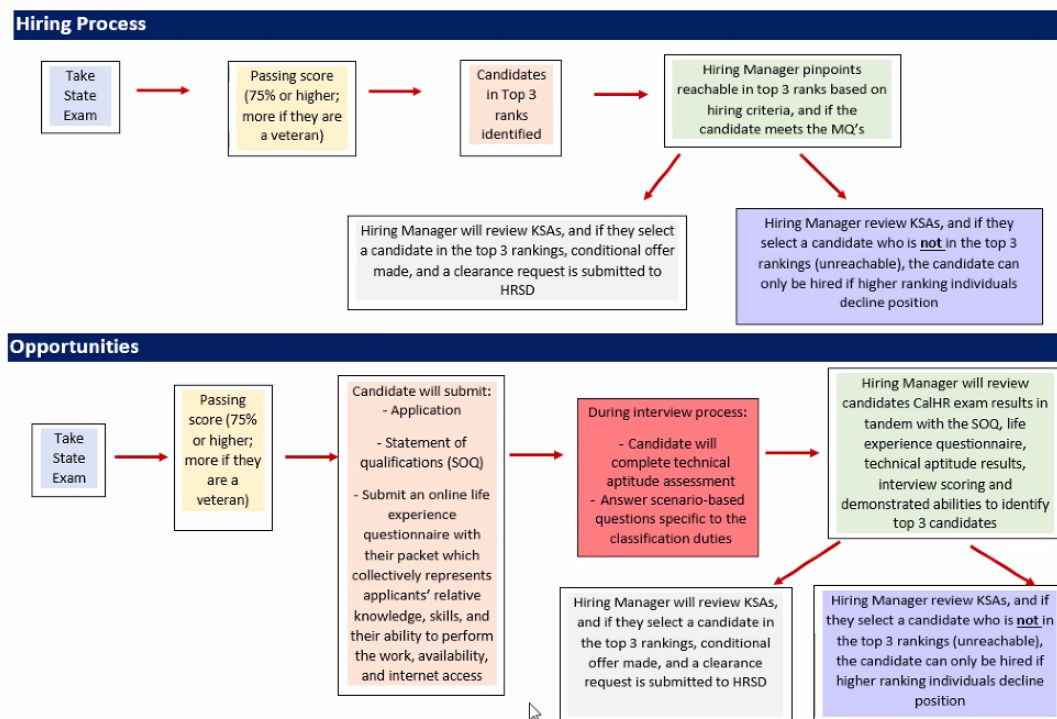 Hiring Process
Take
State
Exam
Passing score
(75% or higher;
more if they are
a veteran)
Candidates
in Top 3
ranks
identified
Hiring Manager pinpoints
reachable in top 3 ranks based on
hiring criteria, and if the
candidate meets the MQ's
Hiring Manager will review KSAs, and if they select
a candidate in the top 3 rankings, conditional offer
made, and a clearance request is submitted to
HRSD
Hiring Manager review KSAs, and if they
select a candidate who is not in the top 3
rankings (unreachable), the candidate can
only be hired if higher ranking individuals
decline position
Opportunities
Take
State
Exam
Passing
score (75%
or higher;
more if they
are a
veteran)
Candidate will submit:
- Application
- Statement of
qualifications (SOQ)
- Submit an online life
experience
questionnaire with
their packet which
collectively represents
applicants' relative
knowledge, skills, and
their ability to perform
the work, availability,
and internet access
During interview process:
- Candidate will
complete technical
aptitude assessment
- Answer scenario-based
questions specific to the
classification duties
Hiring Manager will review
candidates CalHR exam results in
tandem with the SOQ, life
experience questionnaire,
technical aptitude results,
interview scoring and
demonstrated abilities to identify
top 3 candidates
Hiring Manager will review KSAs,
and if they select a candidate in
the top 3 rankings, conditional
offer made, and a clearance
request is submitted to HRSD
Hiring Manager review KSAs, and if
they select a candidate who is not in
the top 3 rankings (unreachable),
the candidate can only be hired if
higher ranking individuals decline
position